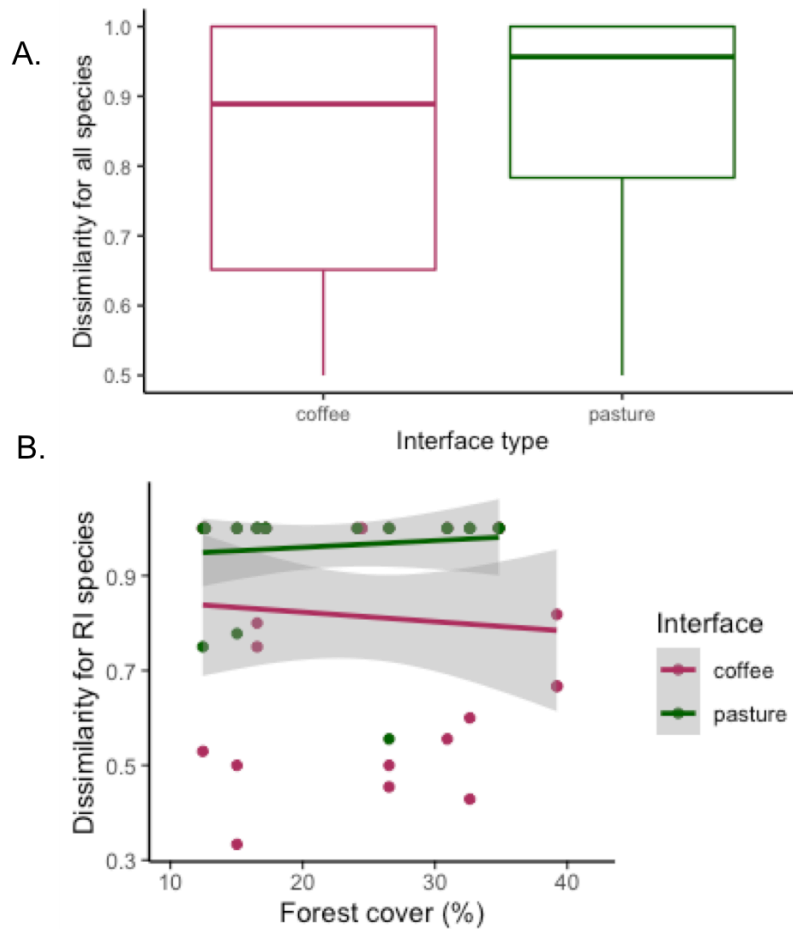 A.
Dissimilarity for all species
1.0
0.9
0.8
0.7
0.6
0.5
coffee pasture
Interface type
B.
Dissimilarity for RI species
0.9
0.7
0.5
0.3
10 20 30 40
Forest cover (%)
Interface
coffee
pasture